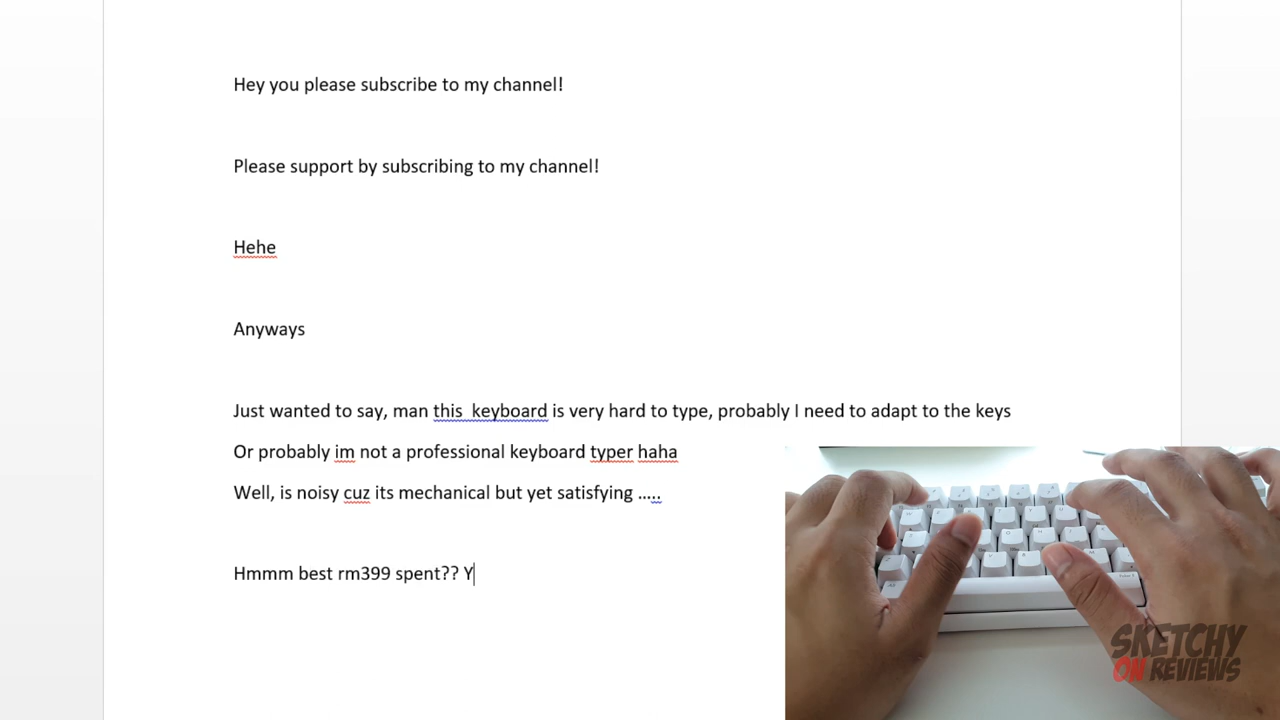 Hey you please subscribe to my channel!
Please support by subscribing to my channel!
Hehe
Anyways
Just wanted to say, man this  keyboard is very hard to type, probably I need to adapt to the keys
Or probably im not a professional keyboard typer haha
Well, is noisy cuz its mechanical but yet satisfying .....
Hmmm best rm399 spent?? Y
SKETCHY
ON REVIEWS